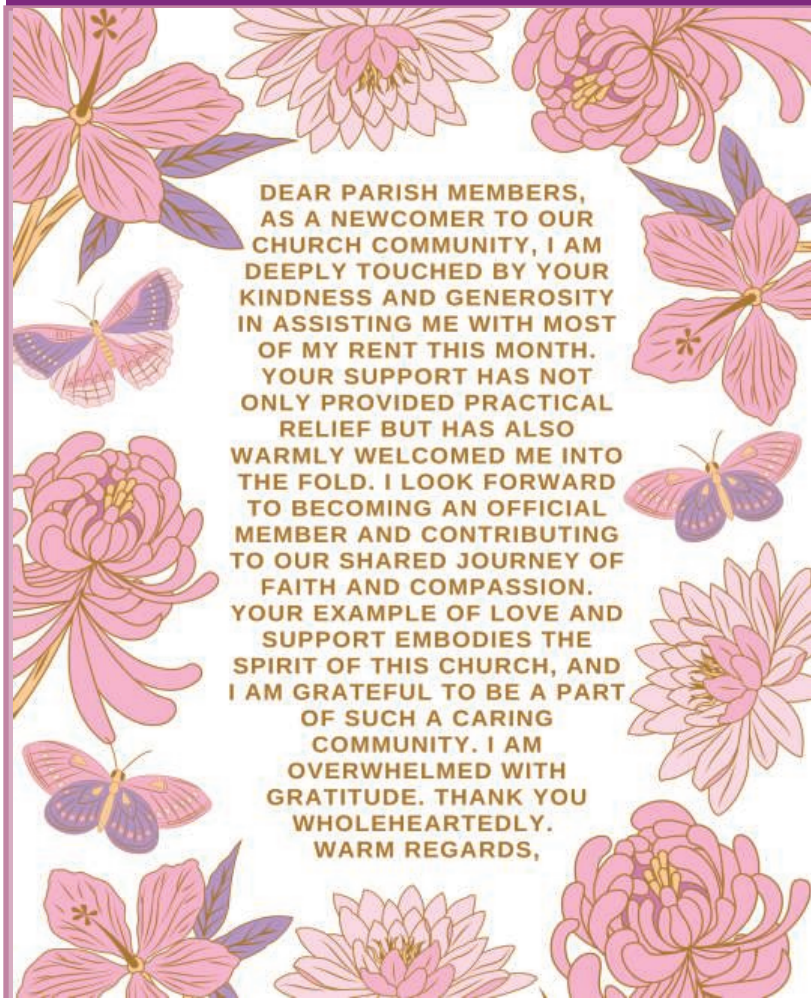 DEAR PARISH MEMBERS,
AS A NEWCOMER TO OUR
CHURCH COMMUNITY, I AM
DEEPLY TOUCHED BY YOUR
KINDNESS AND GENEROSITY
IN ASSISTING ME WITH MOST
OF MY RENT THIS MONTH.
YOUR SUPPORT HAS NOT
ONLY PROVIDED PRACTICAL
RELIEF BUT HAS ALSO
WARMLY WELCOMED ME INTO
THE FOLD. I LOOK FORWARD
TO BECOMING AN OFFICIAL
MEMBER AND CONTRIBUTING
TO OUR SHARED JOURNEY OF
FAITH AND COMPASSION.
YOUR EXAMPLE OF LOVE AND
SUPPORT EMBODIES THE
SPIRIT OF THIS CHURCH, AND
I AM GRATEFUL TO BE A PART
OF SUCH A CARING
COMMUNITY. I AM
OVERWHELMED WITH
GRATITUDE. THANK YOU
WHOLEHEARTEDLY.
WARM REGARDS,